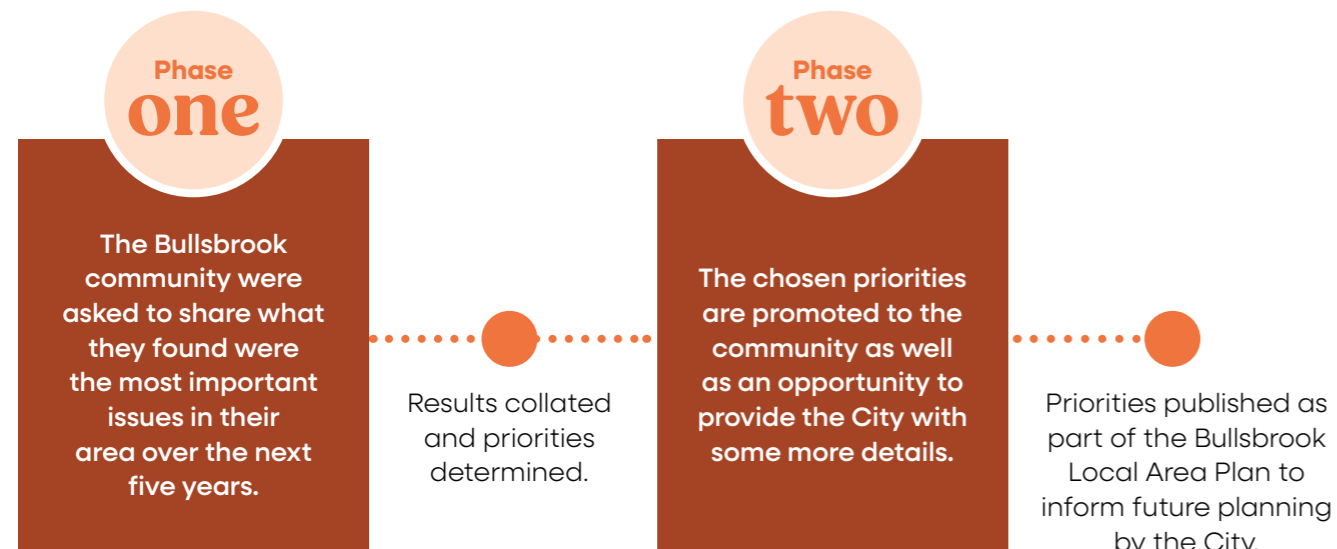 Phase
one
The Bullsbrook
community were
asked to share what
they found were
the most important
issues in their
area over the next
five years.
Results collated
and priorities
determined.
Phase
two
The chosen priorities
are promoted to the
community as well
as an opportunity to
provide the City with
some more details.
Priorities published as
part of the Bullsbrook
Local Area Plan to
inform future planning
by the City.